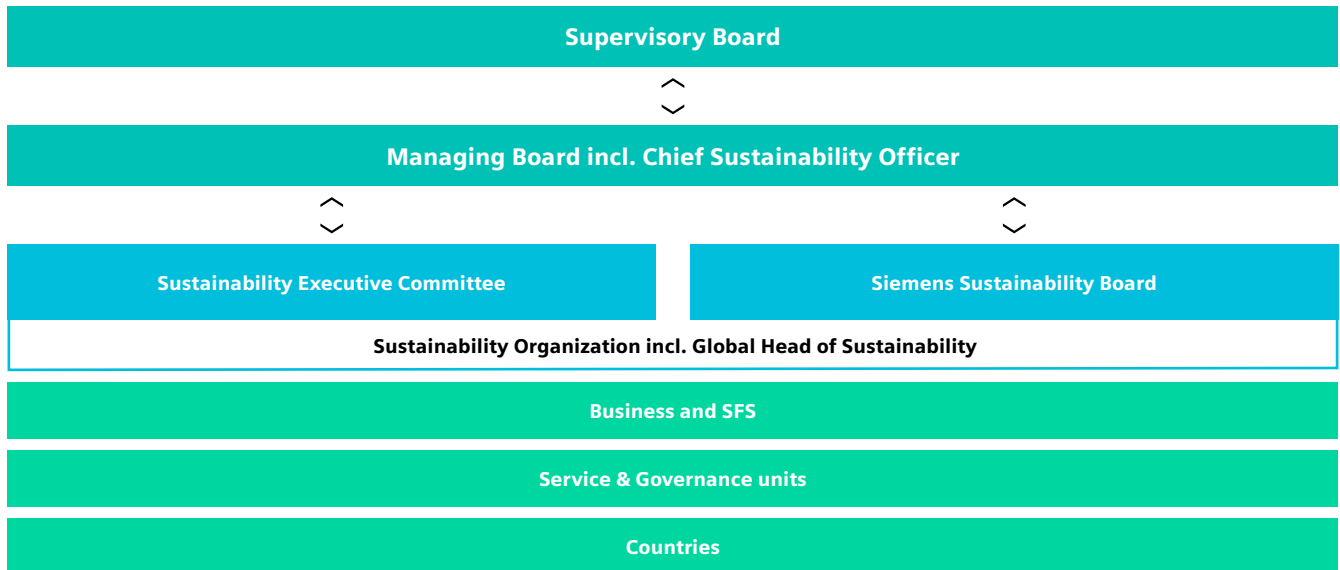 Supervisory Board
Managing Board incl. Chief Sustainability Officer
Sustainability Executive Committee
Siemens Sustainability Board
Sustainability Organization incl. Global Head of Sustainability
Business and SFS
Service & Governance units
Countries